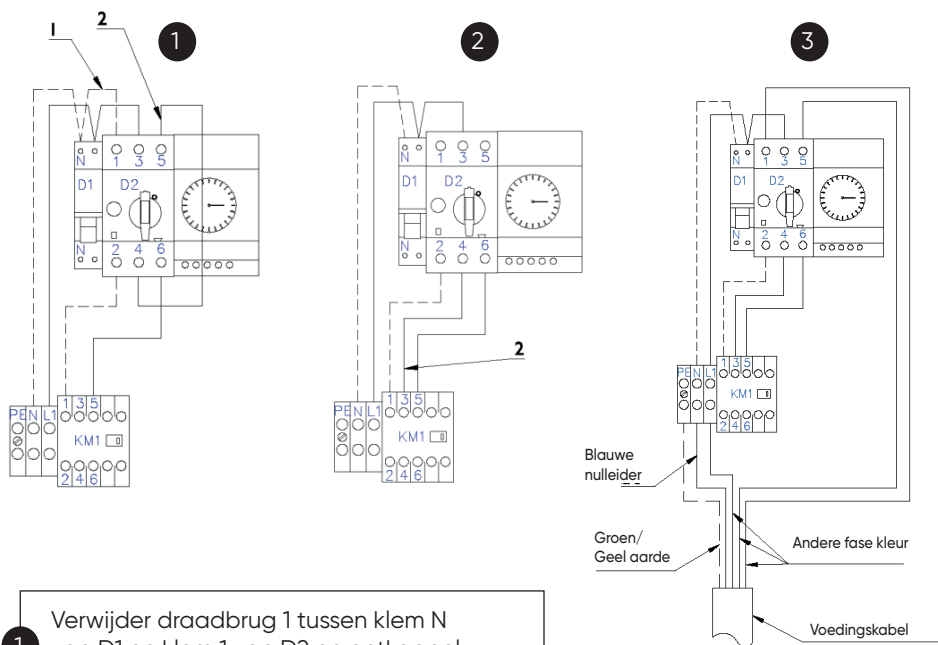 1
2
1
N 1 3 5
D1 D2
N 2 4 6
1 3 5
PE N L1
KM1
2 4 6
2
N 1 3 5
D1 D2
N 2 4 6
2
1 3 5
PE N L1
KM1
2 4 6
3
N 1 3 5
D1 D2
N 2 4 6
1 3 5
PE N L1
KM1
2 4 6
Blauwe
nulleider
Groen/
Geel aarde
Andere fase kleur
Voedingskabel
Verwijder draadbrug 1 tussen klem N
1